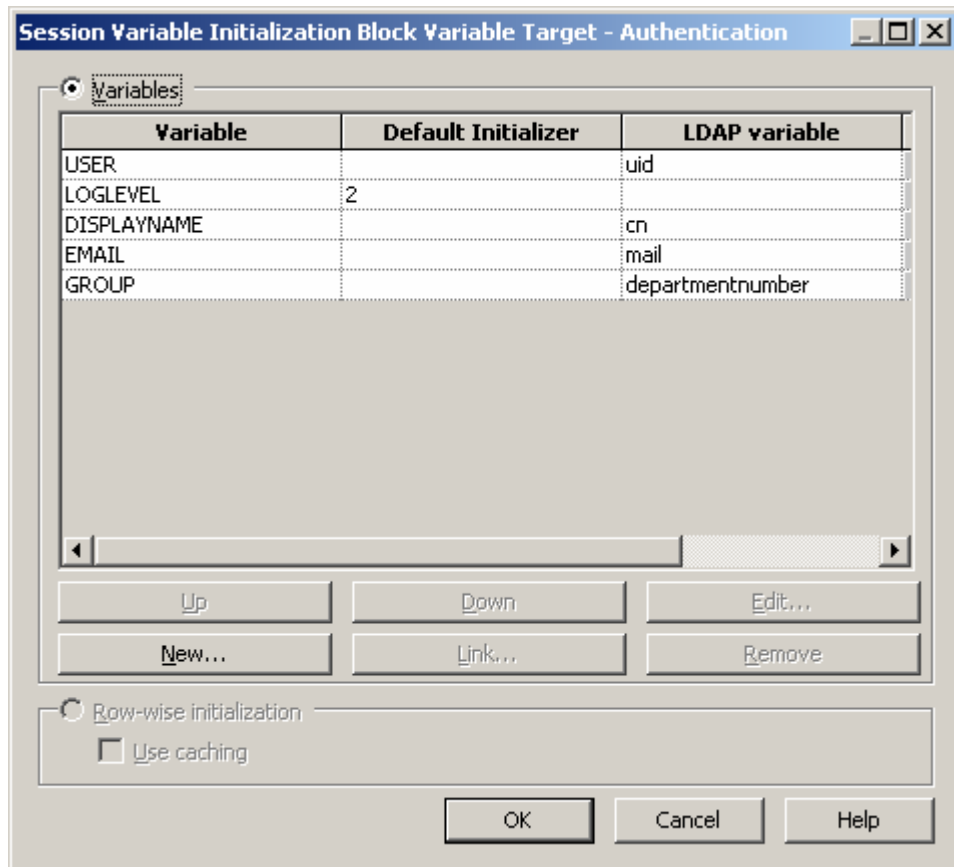 Session Variable Initialization Block Variable Target - Authentication
Variables
Variable Default Initializer LDAP variable
USER uid
LOGLEVEL 2
DISPLAYNAME cn
EMAIL mail
GROUP departmentnumber
Up Down Edit...
New... Link... Remove
Row-wise initialization
Use caching
OK Cancel Help